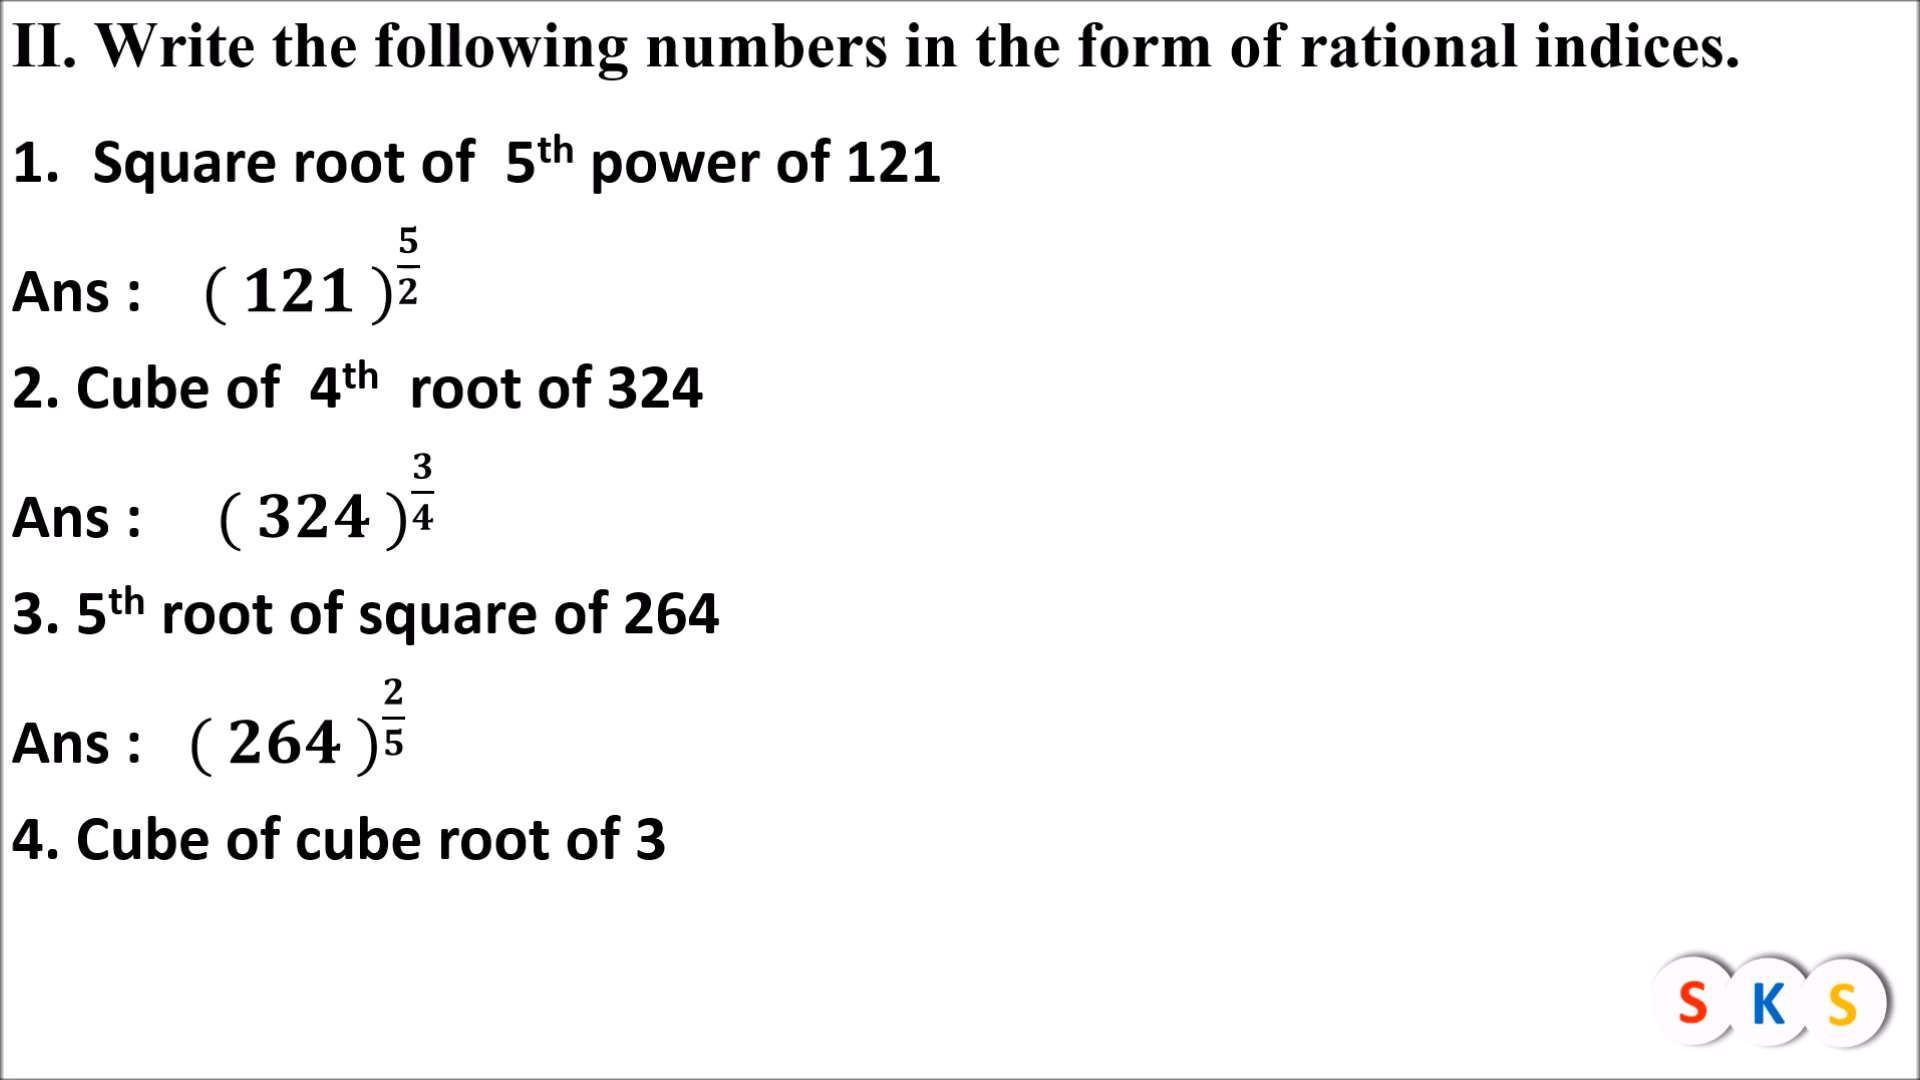 II. Write the following numbers in the form of rational indices.
1. Square root of 5th power of 121
Ans : ( 121 )^(5/2)
2. Cube of 4th root of 324
Ans : ( 324 )^(3/4)
3. 5th root of square of 264
Ans : ( 264 )^(2/5)
4. Cube of cube root of 3
S K S